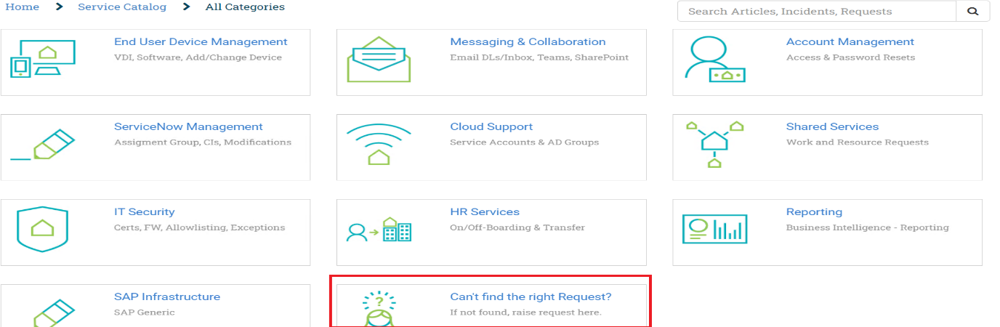 Home > Service Catalog > All Categories
Search Articles, Incidents, Requests
End User Device Management
VDI, Software, Add/Change Device
Messaging & Collaboration
Email DLs/Inbox, Teams, SharePoint
Account Management
Access & Password Resets
ServiceNow Management
Assigment Group, CIs, Modifications
Cloud Support
Service Accounts & AD Groups
Shared Services
Work and Resource Requests
IT Security
Certs, FW, Allowlisting, Exceptions
HR Services
On/Off-Boarding & Transfer
Reporting
Business Intelligence - Reporting
SAP Infrastructure
SAP Generic
?
Can't find the right Request?
If not found, raise request here.